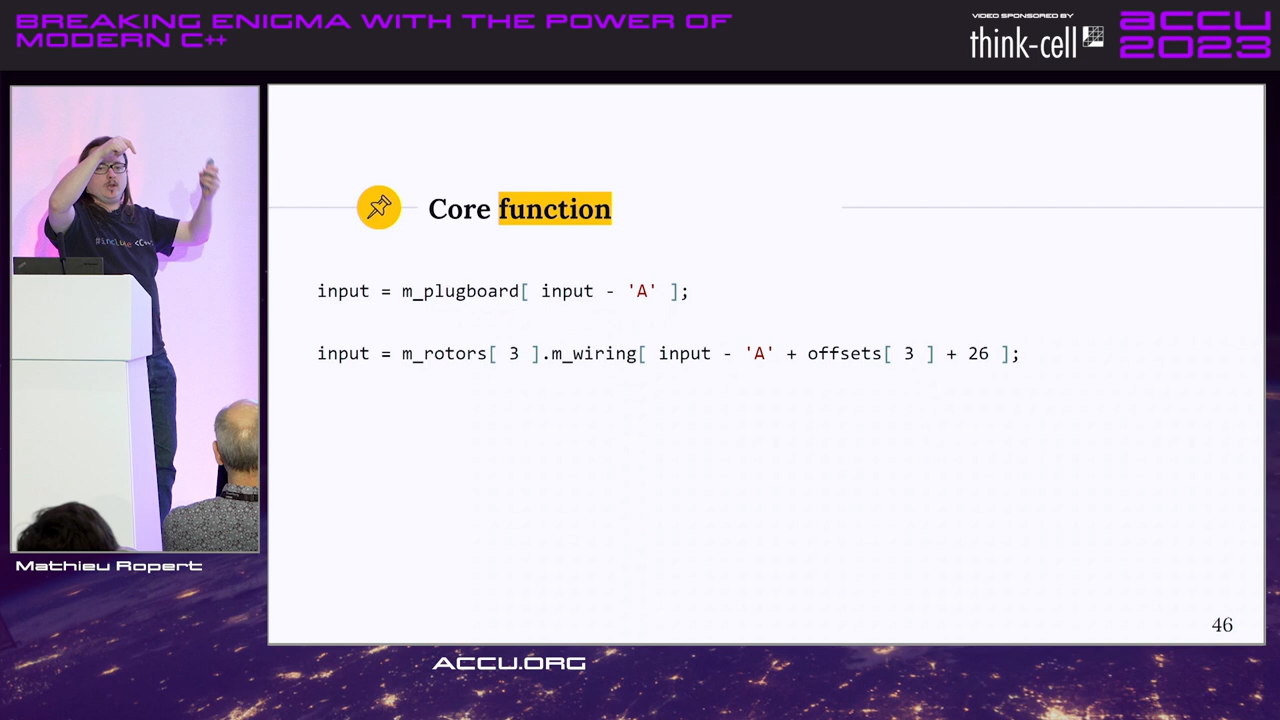 BREAKING ENIGMA WITH THE POWER OF
MODERN C++
VIDEO SPONSORED BY
think-cell
ACCU
2023
#include <C++>
Core function
input = m_plugboard[ input - 'A' ];
input = m_rotors[ 3 ].m_wiring[ input - 'A' + offsets[ 3 ] + 26 ];
46
Mathieu Ropert
ACCU.ORG